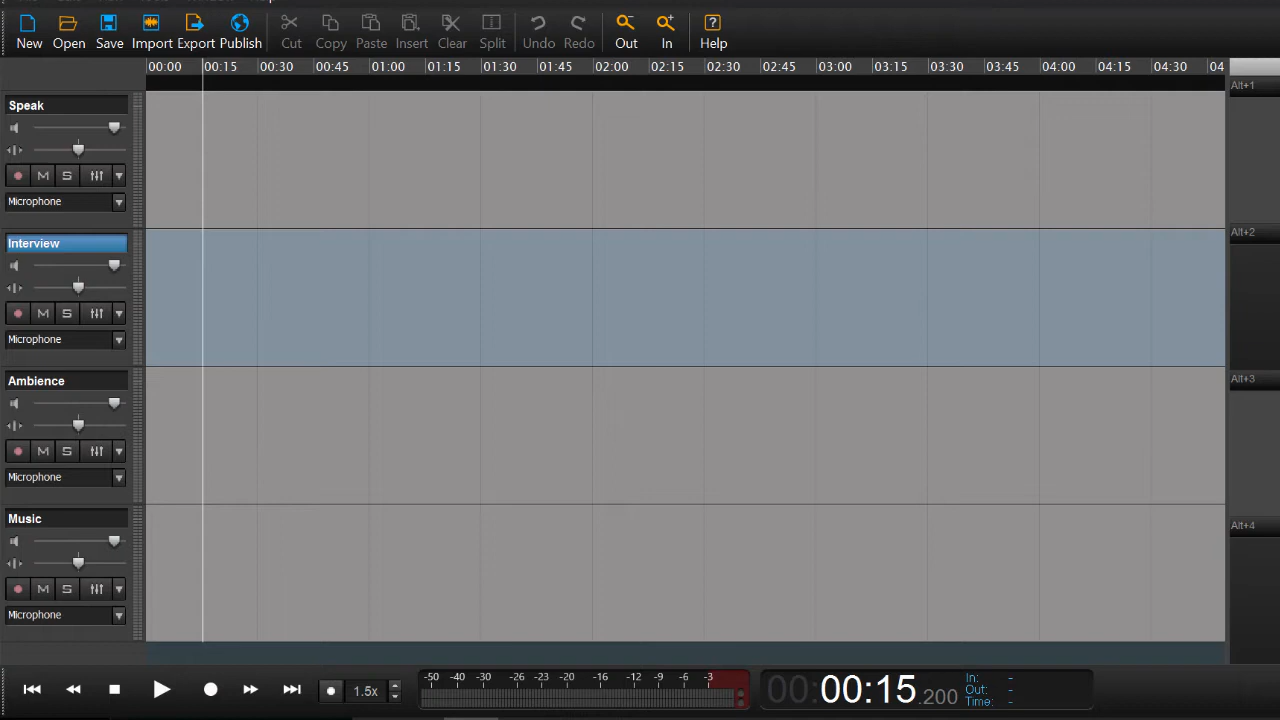 New Open Save Import Export Publish Cut Copy Paste Insert Clear Split Undo Redo Out In Help
00:00 00:15 00:30 00:45 01:00 01:15 01:30 01:45 02:00 02:15 02:30 02:45 03:00 03:15 03:30 03:45 04:00 04:15 04:30 04
Alt+1
Speak
M S
Microphone
Alt+2
Interview
M S
Microphone
Alt+3
Ambience
M S
Microphone
Music
Alt+4
M S
Microphone
1.5x
-50 -40 -30 -26 -23 -20 -16 -12 -9 -6 -3
00:00:15.200
In: -
Out: -
Time: -